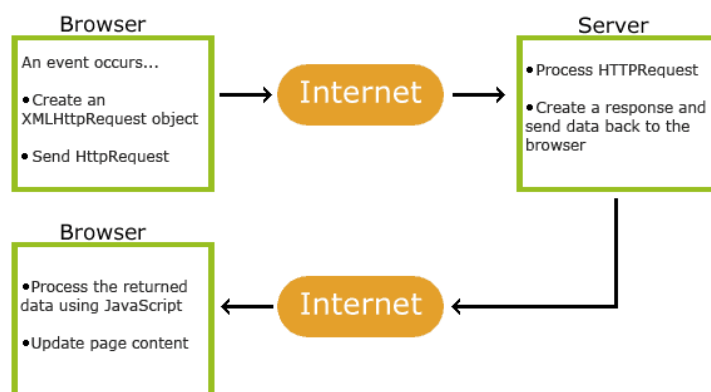 Browser
An event occurs...
•Create an
XMLHttpRequest object
•Send HttpRequest
Internet
Server
•Process HTTPRequest
•Create a response and
send data back to the
browser
Browser
•Process the returned
data using JavaScript
•Update page content
Internet